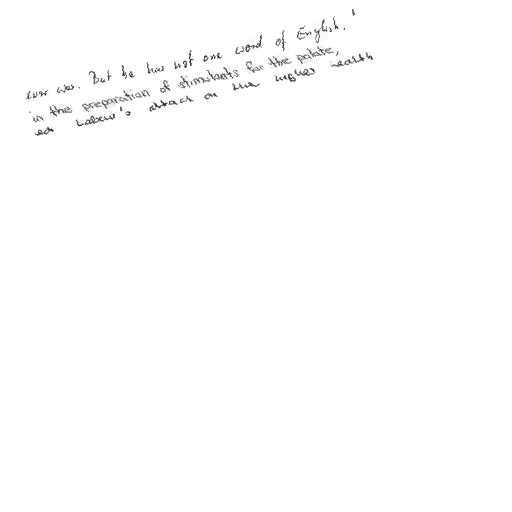 ever was. But he has not one word of English. '
in the preparation of stimulants for the palate,
led Labour's attack on the higher wealth